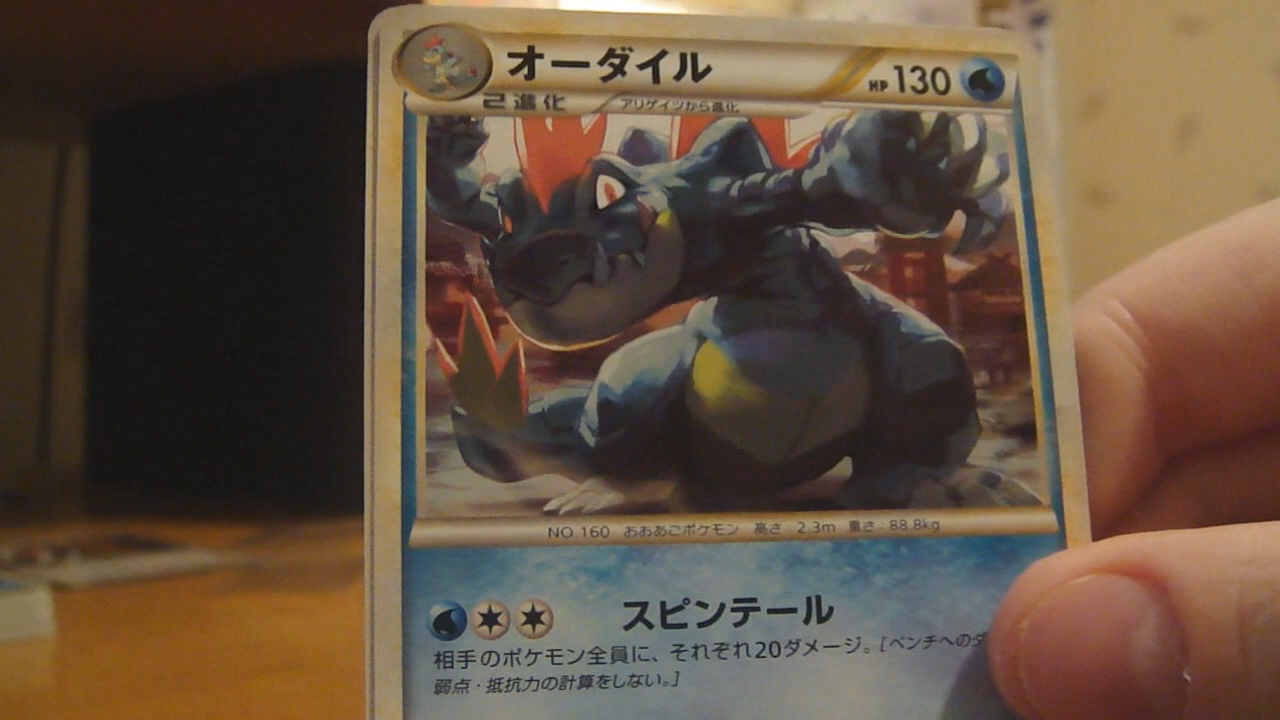 オーダイル
HP 130
2進化
アリゲイツから進化
NO.160 おおあごポケモン 高さ：2.3m 重さ：88.8kg
スピンテール
相手のポケモン全員に、それぞれ20ダメージ。[ベンチへのダ
弱点・抵抗力の計算をしない。]